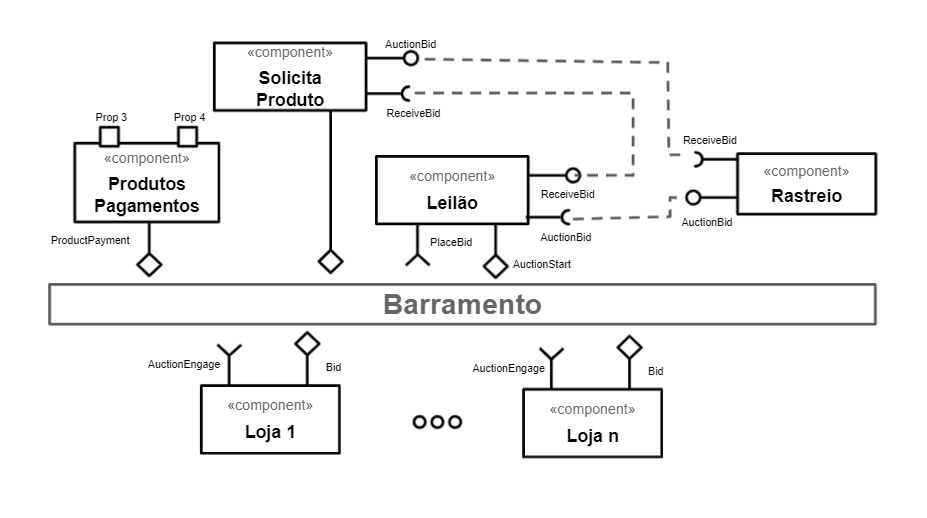 AuctionBid
«component»
Solicita
Produto
ReceiveBid
Prop 3
Prop 4
«component»
Produtos
Pagamentos
ProductPayment
«component»
Leilão
ReceiveBid
AuctionBid
PlaceBid
AuctionStart
ReceiveBid
«component»
Rastreio
AuctionBid
Barramento
AuctionEngage
Bid
«component»
Loja 1
AuctionEngage
Bid
«component»
Loja n